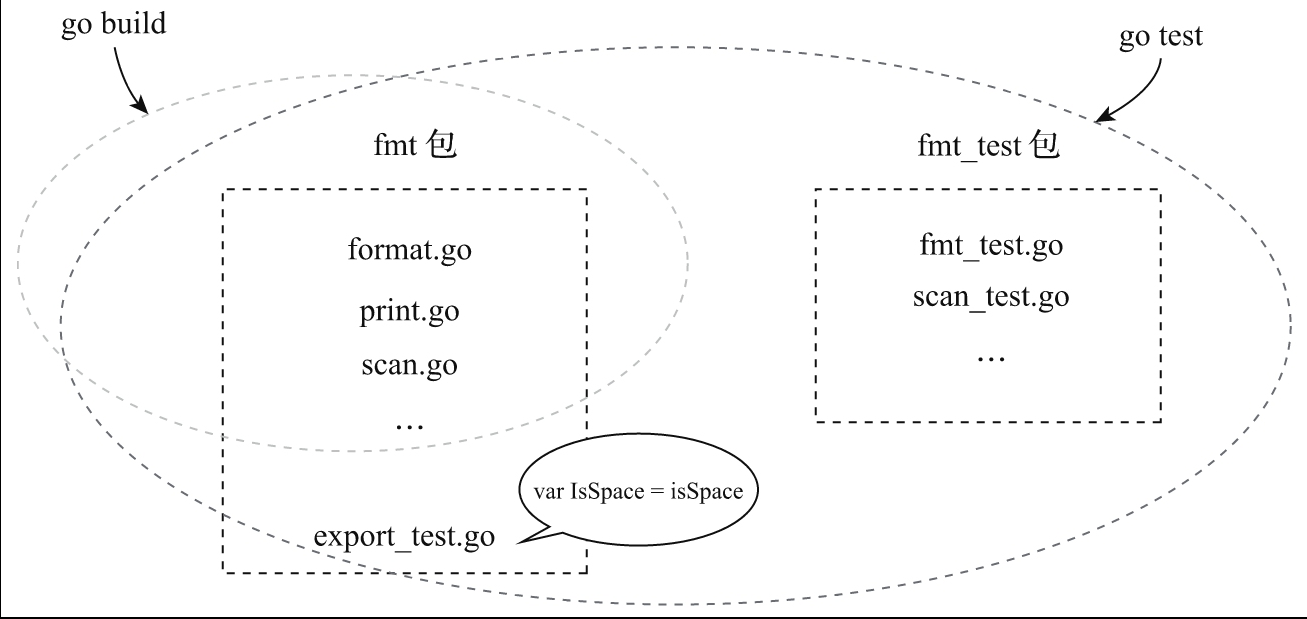 go build
go test
fmt 包
fmt_test 包
format.go
print.go
scan.go
...
export_test.go
var IsSpace = isSpace
fmt_test.go
scan_test.go
...